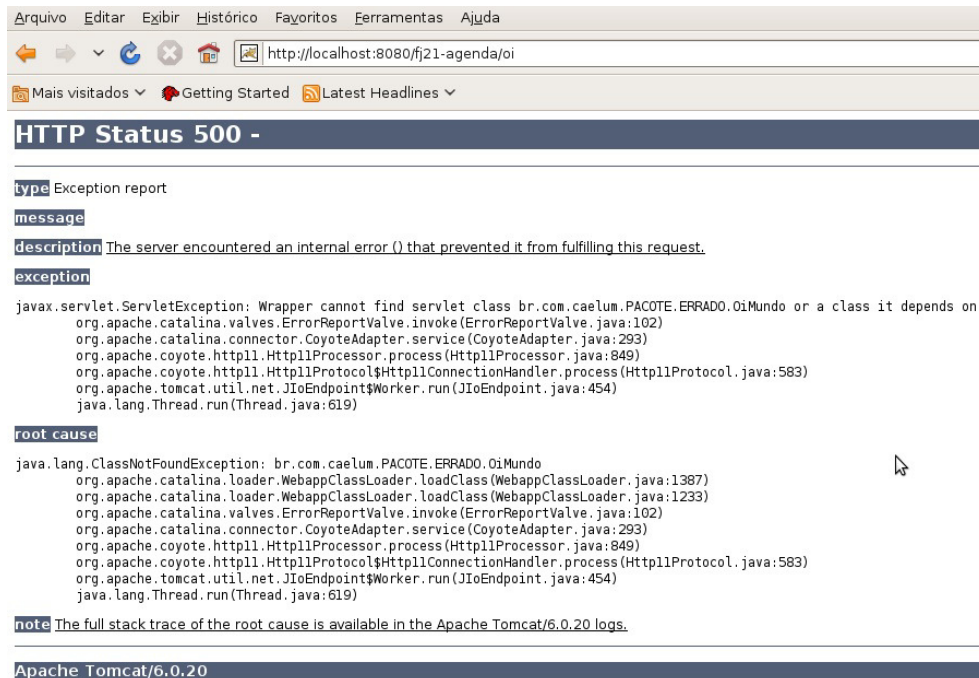 Arquivo Editar Exibir Histórico Favoritos Ferramentas Ajuda
http://localhost:8080/fj21-agenda/oi
Mais visitados Getting Started Latest Headlines
HTTP Status 500 -
type Exception report
message
description The server encountered an internal error () that prevented it from fulfilling this request.
exception
javax.servlet.ServletException: Wrapper cannot find servlet class br.com.caelum.PACOTE.ERRADO.OiMundo or a class it depends on
org.apache.catalina.valves.ErrorReportValve.invoke(ErrorReportValve.java:102)
org.apache.catalina.connector.CoyoteAdapter.service(CoyoteAdapter.java:293)
org.apache.coyote.http11.Http11Processor.process(Http11Processor.java:849)
org.apache.coyote.http11.Http11Protocol$Http11ConnectionHandler.process(Http11Protocol.java:583)
org.apache.tomcat.util.net.JIoEndpoint$Worker.run(JIoEndpoint.java:454)
java.lang.Thread.run(Thread.java:619)
root cause
java.lang.ClassNotFoundException: br.com.caelum.PACOTE.ERRADO.OiMundo
org.apache.catalina.loader.WebappClassLoader.loadClass(WebappClassLoader.java:1387)
org.apache.catalina.loader.WebappClassLoader.loadClass(WebappClassLoader.java:1233)
org.apache.catalina.valves.ErrorReportValve.invoke(ErrorReportValve.java:102)
org.apache.catalina.connector.CoyoteAdapter.service(CoyoteAdapter.java:293)
org.apache.coyote.http11.Http11Processor.process(Http11Processor.java:849)
org.apache.coyote.http11.Http11Protocol$Http11ConnectionHandler.process(Http11Protocol.java:583)
org.apache.tomcat.util.net.JIoEndpoint$Worker.run(JIoEndpoint.java:454)
java.lang.Thread.run(Thread.java:619)
note The full stack trace of the root cause is available in the Apache Tomcat/6.0.20 logs.
Apache Tomcat/6.0.20